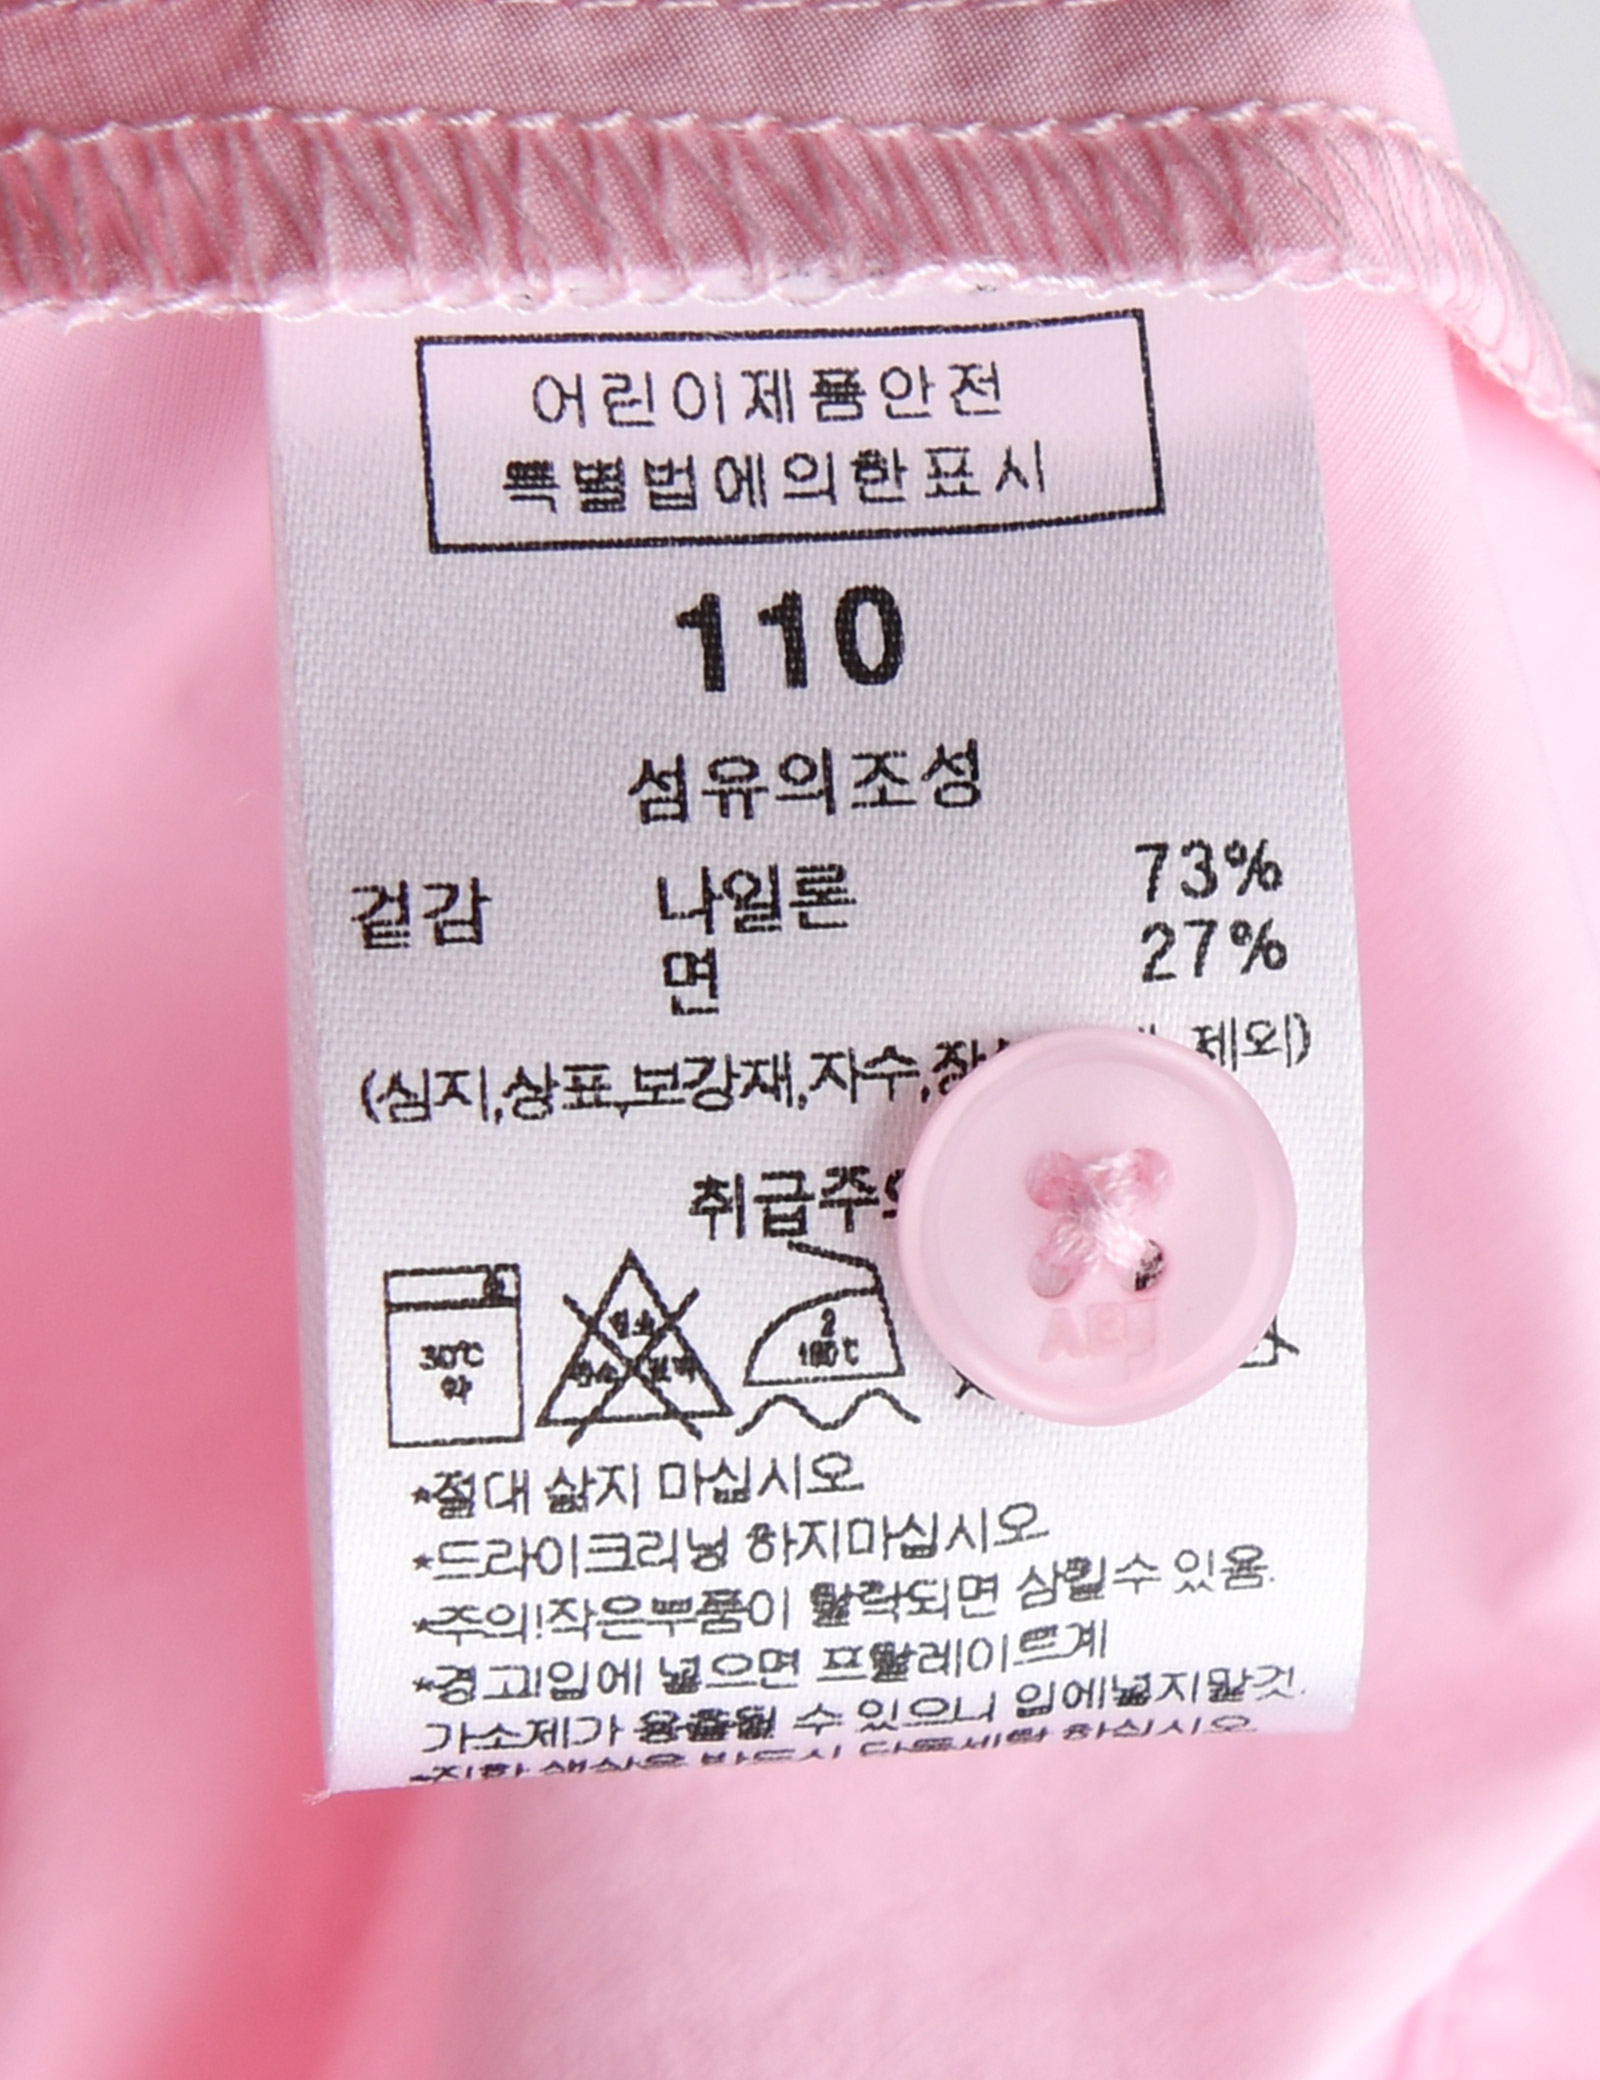 어린이제품안전
특별법에의한표시
110
섬유의조성
겉감 나일론 73%
면 27%
(심지,상표,보강재,자수, 제외)
취급주
30℃
약
2
180℃
*절대 삶지 마십시오
*드라이크리닝 하지마십시오
*주의!작은부품이 탈락되면 삼킬수 있음.
*경고!입에 넣으면 프탈레이트계
가소제가 용출될 수 있으니 입에넣지말것.